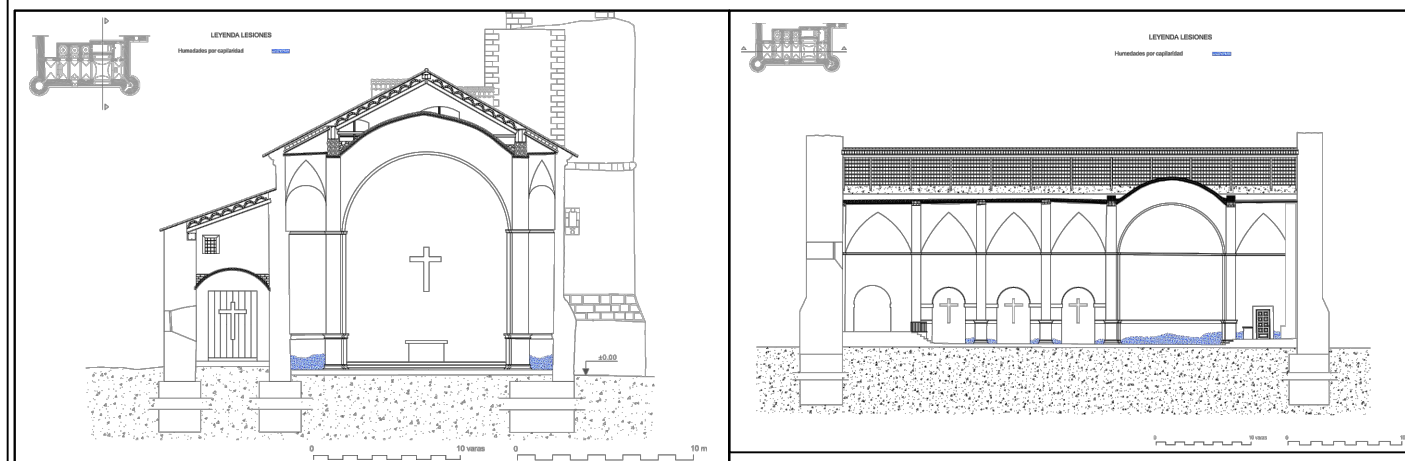 LEYENDA LESIONES
Humedades por capilaridad
±0.00
0 10 varas 0 10 m
LEYENDA LESIONES
Humedades por capilaridad
0 10 varas 0 10